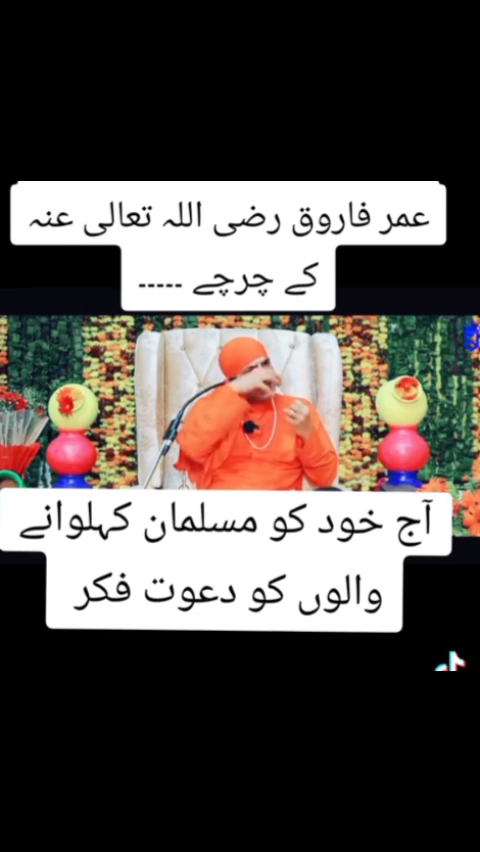 عمر فاروق رضی اللہ تعالی عنہ
کے چرچے -----
آج خود کو مسلمان کہلوانے
والوں کو دعوت فکر